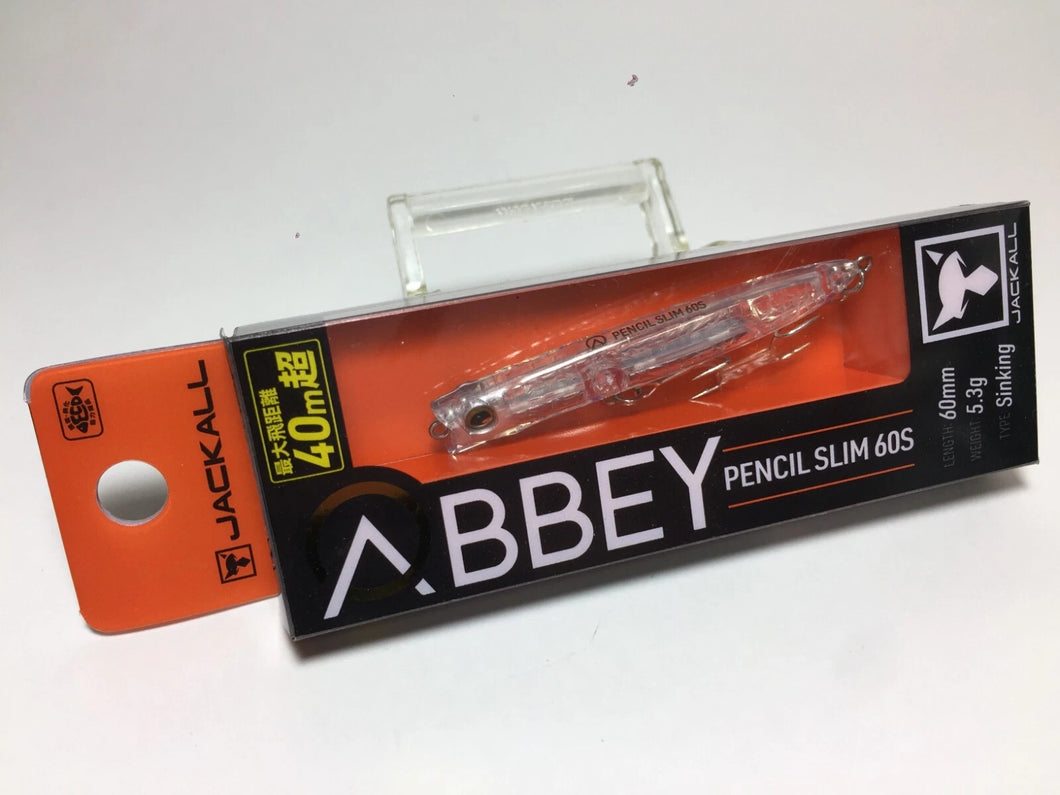 JACKALL
最大飛距離
40m超
PENCIL SLIM 60S
ABBEY
PENCIL SLIM 60S
JACKALL
LENGTH 60mm
WEIGHT 5.3g
TYPE Sinking